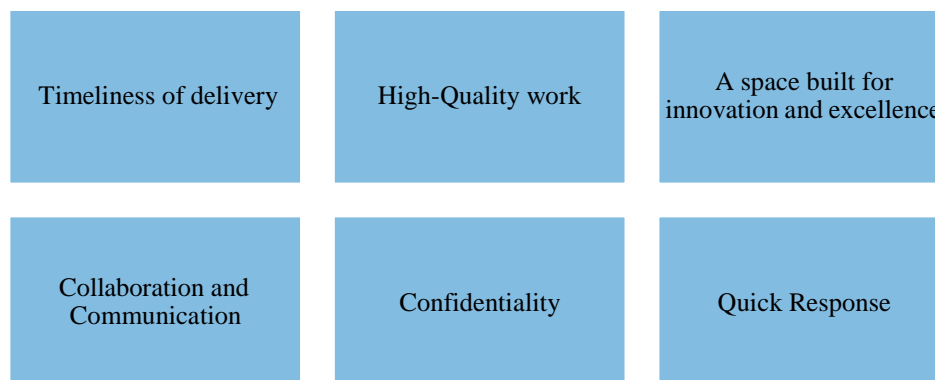 Timeliness of delivery
High-Quality work
A space built for
innovation and excellence
Collaboration and
Communication
Confidentiality
Quick Response